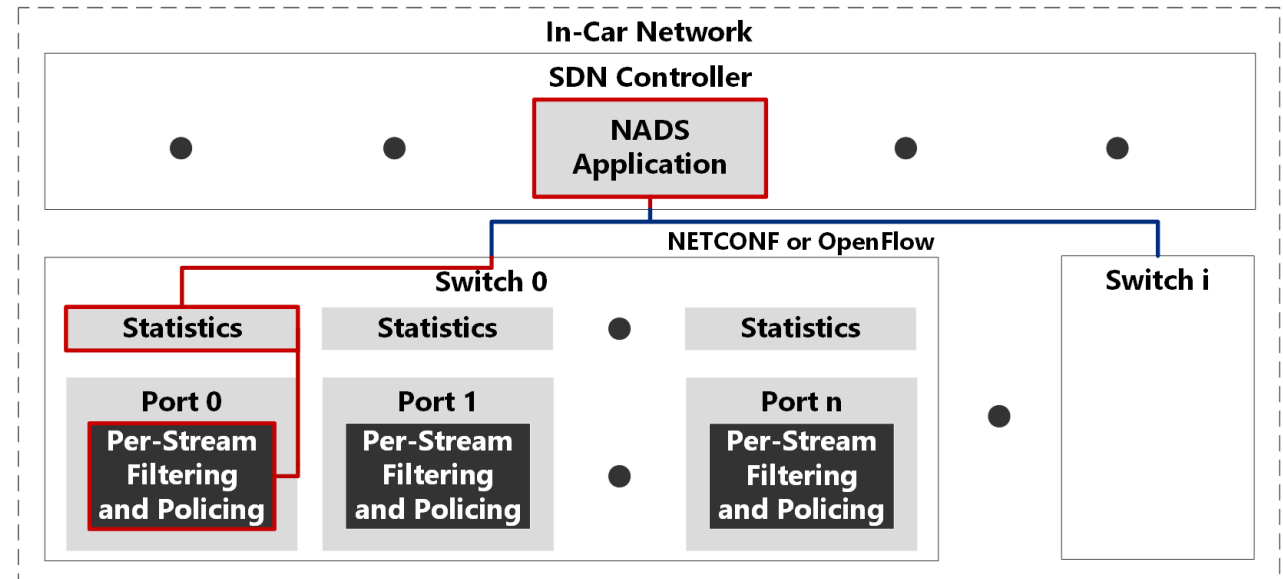 In-Car Network
SDN Controller
NADS
Application
NETCONF or OpenFlow
Switch 0
Switch i
Statistics
Statistics
Statistics
Port 0
Per-Stream
Filtering
and Policing
Port 1
Per-Stream
Filtering
and Policing
Port n
Per-Stream
Filtering
and Policing